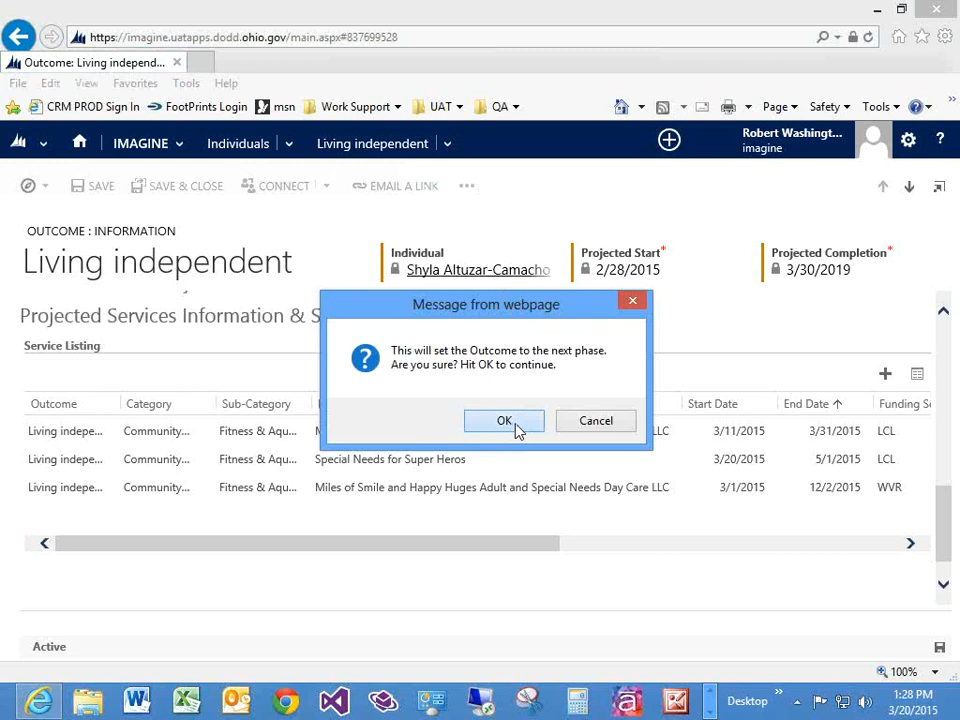 https://imagine.uatapps.dodd.ohio.gov/main.aspx#837699528
Outcome: Living independ...
File Edit View Favorites Tools Help
CRM PROD Sign In FootPrints Login msn Work Support UAT QA Page Safety Tools
IMAGINE Individuals Living independent Robert Washingt...
imagine
SAVE SAVE & CLOSE CONNECT EMAIL A LINK
OUTCOME : INFORMATION
Living independent
Individual Projected Start* Projected Completion*
Shyla Altuzar-Camacho 2/28/2015 3/30/2019
Message from webpage
Projected Services Information & S
Service Listing
This will set the Outcome to the next phase.
Are you sure? Hit OK to continue.
OK Cancel
Outcome Category Sub-Category Start Date End Date Funding So
Living indepe... Community... Fitness & Aqu... LLC 3/11/2015 3/31/2015 LCL
Living indepe... Community... Fitness & Aqu... Special Needs for Super Heros 3/20/2015 5/1/2015 LCL
Living indepe... Community... Fitness & Aqu... Miles of Smile and Happy Huges Adult and Special Needs Day Care LLC 3/1/2015 12/2/2015 WVR
Active
100%
Desktop
1:28 PM
3/20/2015